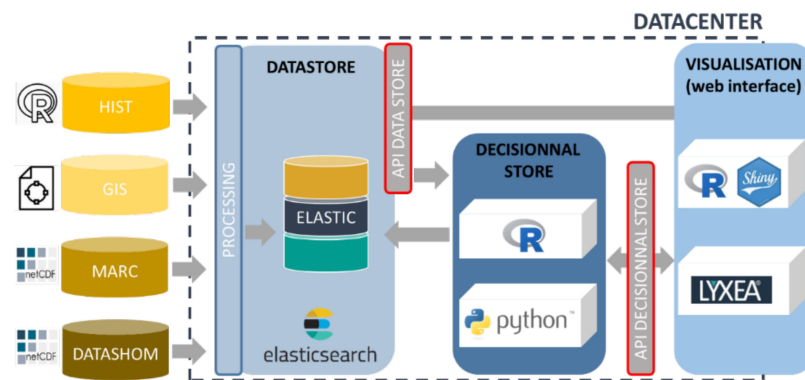 DATACENTER
R
HIST
GIS
netCDF
MARC
netCDF
DATASHOM
PROCESSING
DATASTORE
ELASTIC
elasticsearch
API DATA STORE
DECISIONNAL
STORE
R
python™
API DECISIONNAL STORE
VISUALISATION
(web interface)
R
Shiny
LYXEA